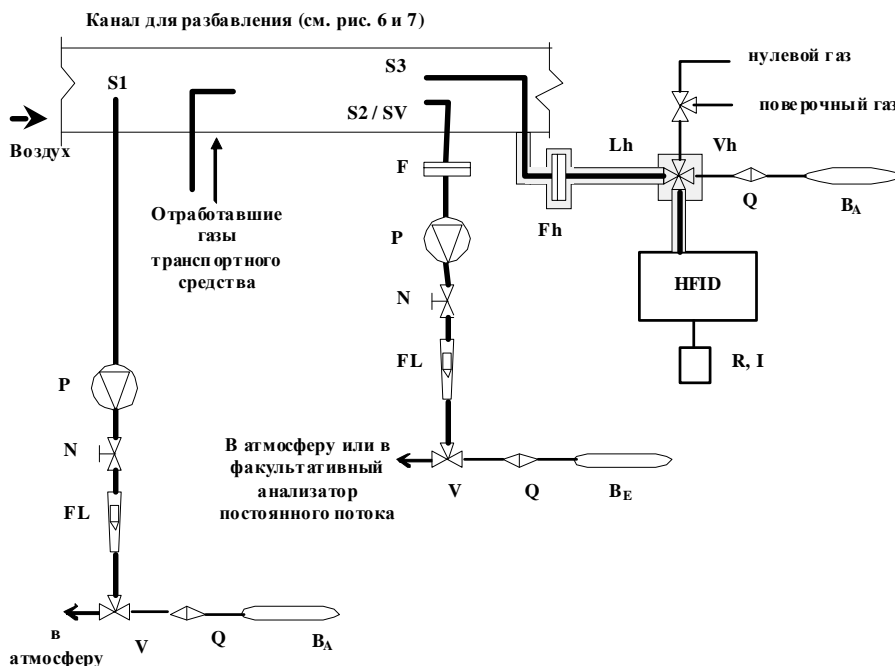 Канал для разбавления (см. рис. 6 и 7)
S1
S3
S2 / SV
нулевой газ
поверочный газ
Воздух
Lh
Vh
F
Q
BA
Отработавшие
газы
транспортного
средства
Fh
P
HFID
N
FL
R, I
P
В атмосферу или в
факультативный
анализатор
постоянного потока
N
V
Q
BE
FL
в
атмосферу
V
Q
BA